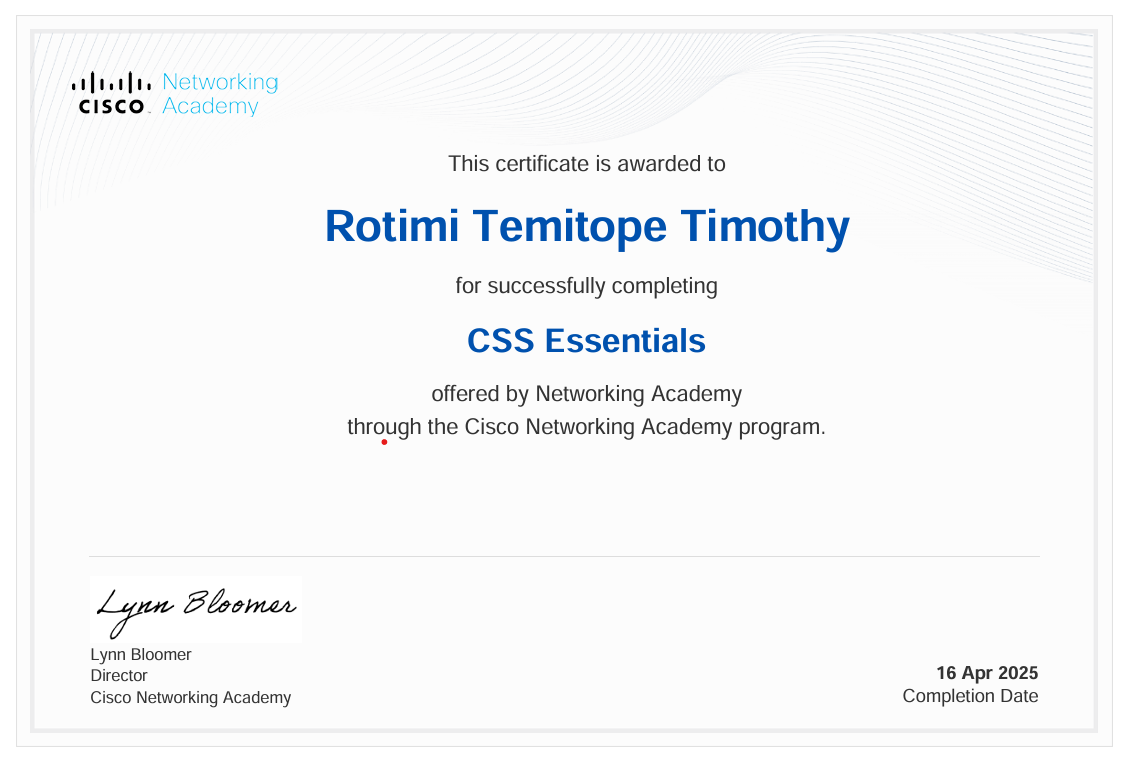 Networking
CISCO Academy
This certificate is awarded to
Rotimi Temitope Timothy
for successfully completing
CSS Essentials
offered by Networking Academy
through the Cisco Networking Academy program.
Lynn Bloomer
Lynn Bloomer
Director
Cisco Networking Academy
16 Apr 2025
Completion Date